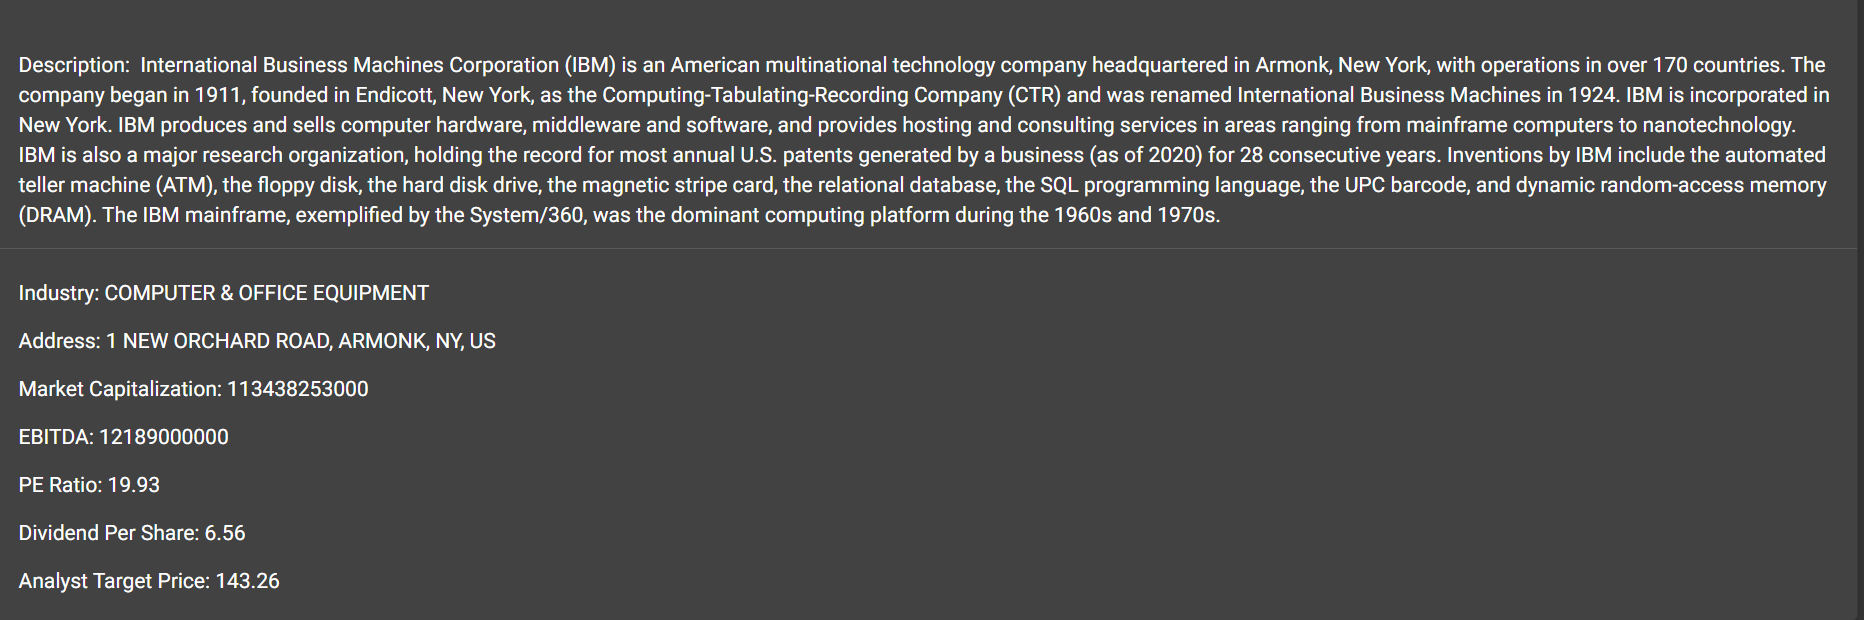 Description:  International Business Machines Corporation (IBM) is an American multinational technology company headquartered in Armonk, New York, with operations in over 170 countries. The
company began in 1911, founded in Endicott, New York, as the Computing-Tabulating-Recording Company (CTR) and was renamed International Business Machines in 1924. IBM is incorporated in
New York. IBM produces and sells computer hardware, middleware and software, and provides hosting and consulting services in areas ranging from mainframe computers to nanotechnology.
IBM is also a major research organization, holding the record for most annual U.S. patents generated by a business (as of 2020) for 28 consecutive years. Inventions by IBM include the automated
teller machine (ATM), the floppy disk, the hard disk drive, the magnetic stripe card, the relational database, the SQL programming language, the UPC barcode, and dynamic random-access memory
(DRAM). The IBM mainframe, exemplified by the System/360, was the dominant computing platform during the 1960s and 1970s.
Industry: COMPUTER & OFFICE EQUIPMENT
Address: 1 NEW ORCHARD ROAD, ARMONK, NY, US
Market Capitalization: 113438253000
EBITDA: 12189000000
PE Ratio: 19.93
Dividend Per Share: 6.56
Analyst Target Price: 143.26